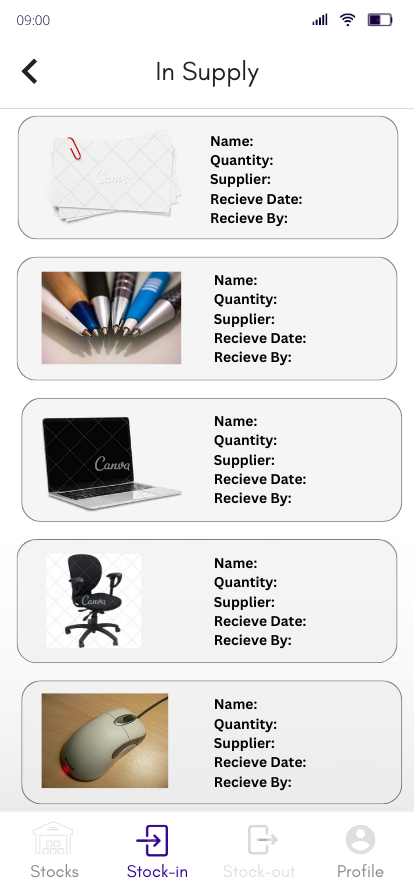 09:00
In Supply
Canva
Name:
Quantity:
Supplier:
Recieve Date:
Recieve By:
Name:
Quantity:
Supplier:
Recieve Date:
Recieve By:
Canva
Name:
Quantity:
Supplier:
Recieve Date:
Recieve By:
Canva
Name:
Quantity:
Supplier:
Recieve Date:
Recieve By:
Name:
Quantity:
Supplier:
Recieve Date:
Recieve By:
Stocks Stock-in Stock-out Profile